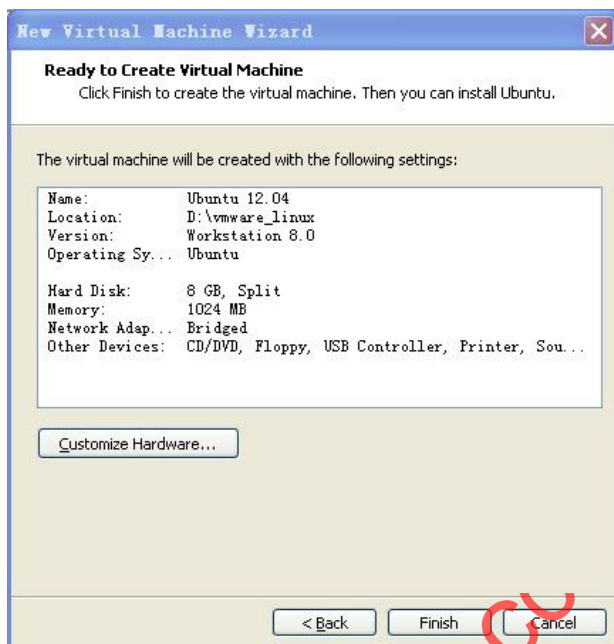 New Virtual Machine Wizard
Ready to Create Virtual Machine
Click Finish to create the virtual machine. Then you can install Ubuntu.
The virtual machine will be created with the following settings:
Name: Ubuntu 12.04
Location: D:\vmware_linux
Version: Workstation 8.0
Operating Sy... Ubuntu
Hard Disk: 8 GB, Split
Memory: 1024 MB
Network Adap... Bridged
Other Devices: CD/DVD, Floppy, USB Controller, Printer, Sou...
Customize Hardware...
< Back Finish Cancel